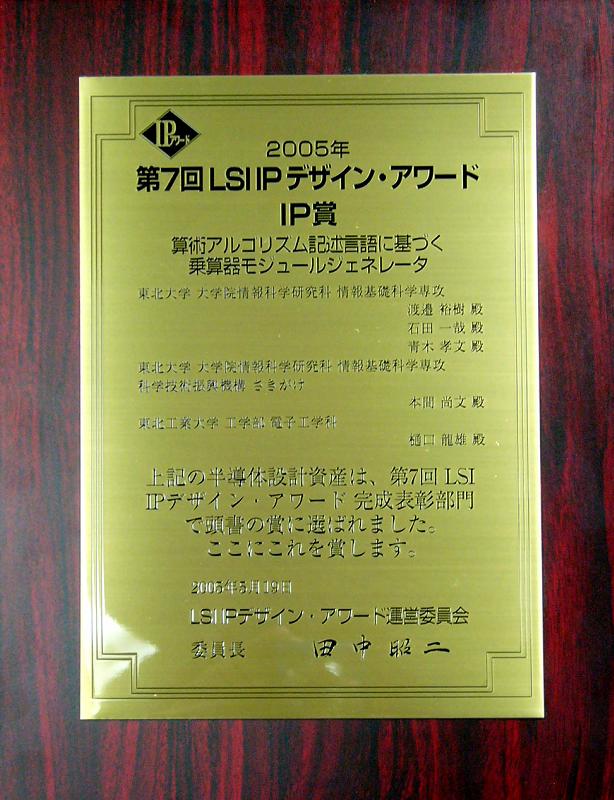 IP
アワード
2005年
第7回 LSI IP デザイン・アワード
IP賞
算術アルゴリズム記述言語に基づく
乗算器モジュールジェネレータ
東北大学 大学院情報科学研究科 情報基礎科学専攻
渡邉 裕樹 殿
石田 一哉 殿
青木 孝文 殿
東北大学 大学院情報科学研究科 情報基礎科学専攻
科学技術振興機構 さきがけ
本間 尚文 殿
東北工業大学 工学部 電子工学科
樋口 龍雄 殿
上記の半導体設計資産は、第7回 LSI
IPデザイン・アワード 完成表彰部門
で頭書の賞に選ばれました。
ここにこれを賞します。
2005年5月19日
LSI IPデザイン・アワード運営委員会
委員長 田中昭二